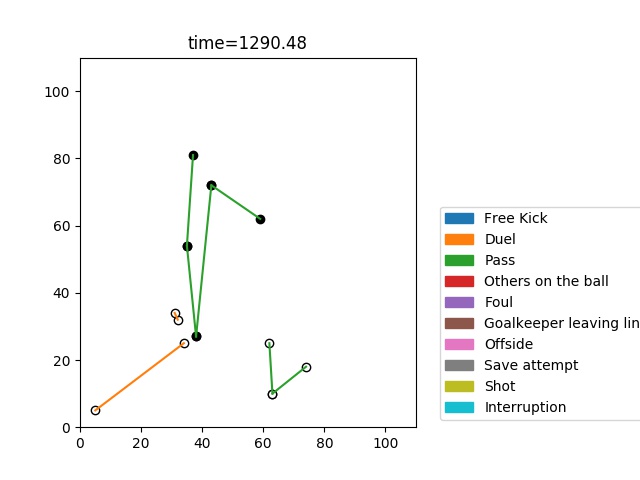 time=1290.48
100
80
60
40
20
0
0 20 40 60 80 100
Free Kick
Duel
Pass
Others on the ball
Foul
Goalkeeper leaving lin
Offside
Save attempt
Shot
Interruption